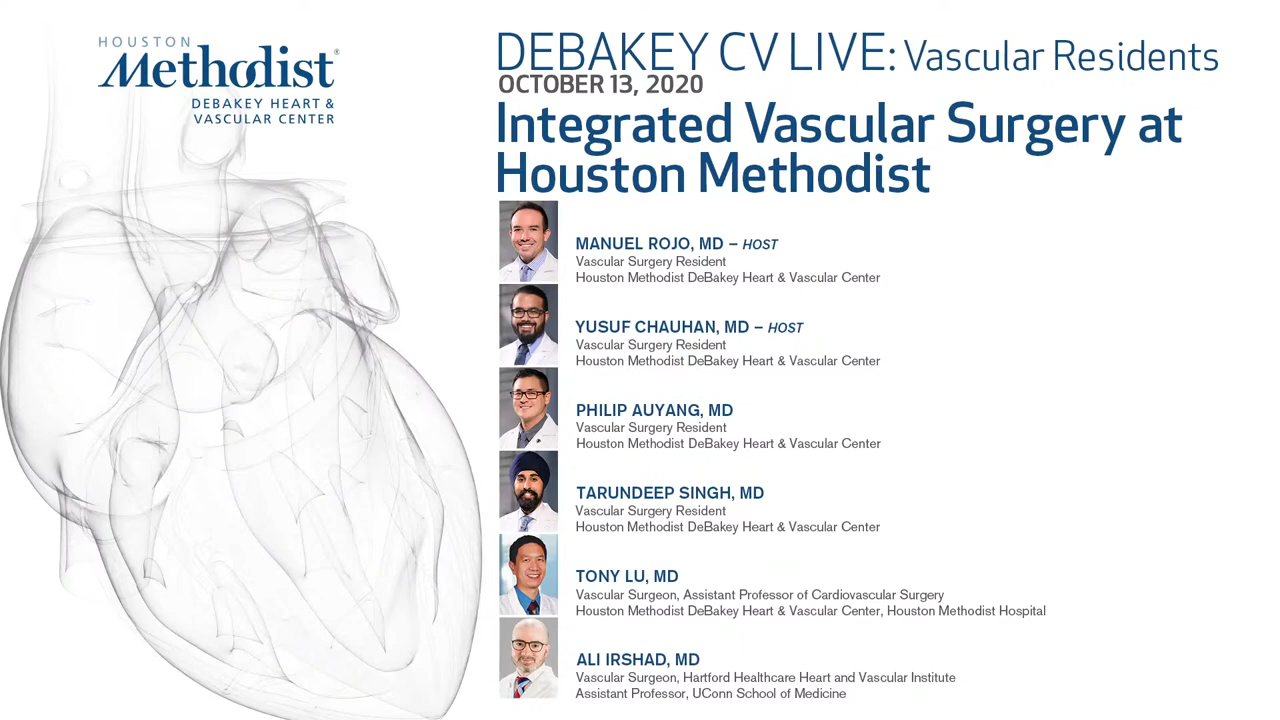 HOUSTON
Methodist®
DEBAKEY HEART &
VASCULAR CENTER
DEBAKEY CV LIVE: Vascular Residents
OCTOBER 13, 2020
Integrated Vascular Surgery at
Houston Methodist
MANUEL ROJO, MD – HOST
Vascular Surgery Resident
Houston Methodist DeBakey Heart & Vascular Center
YUSUF CHAUHAN, MD – HOST
Vascular Surgery Resident
Houston Methodist DeBakey Heart & Vascular Center
PHILIP AUYANG, MD
Vascular Surgery Resident
Houston Methodist DeBakey Heart & Vascular Center
TARUNDEEP SINGH, MD
Vascular Surgery Resident
Houston Methodist DeBakey Heart & Vascular Center
TONY LU, MD
Vascular Surgeon, Assistant Professor of Cardiovascular Surgery
Houston Methodist DeBakey Heart & Vascular Center, Houston Methodist Hospital
ALI IRSHAD, MD
Vascular Surgeon, Hartford Healthcare Heart and Vascular Institute
Assistant Professor, UConn School of Medicine